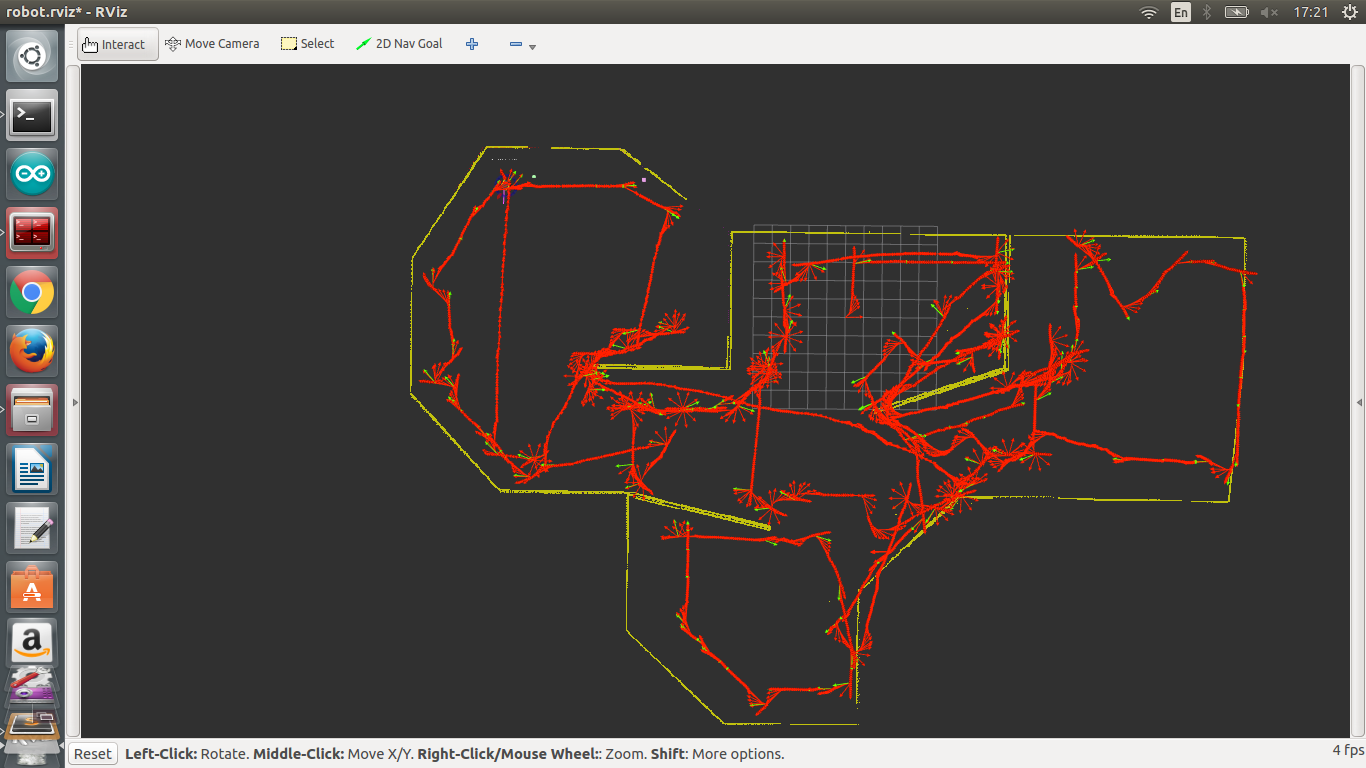 robot.rviz* - RViz
En
17:21
Interact
Move Camera
Select
2D Nav Goal
Reset
Left-Click: Rotate. Middle-Click: Move X/Y. Right-Click/Mouse Wheel:: Zoom. Shift: More options.
4 fps